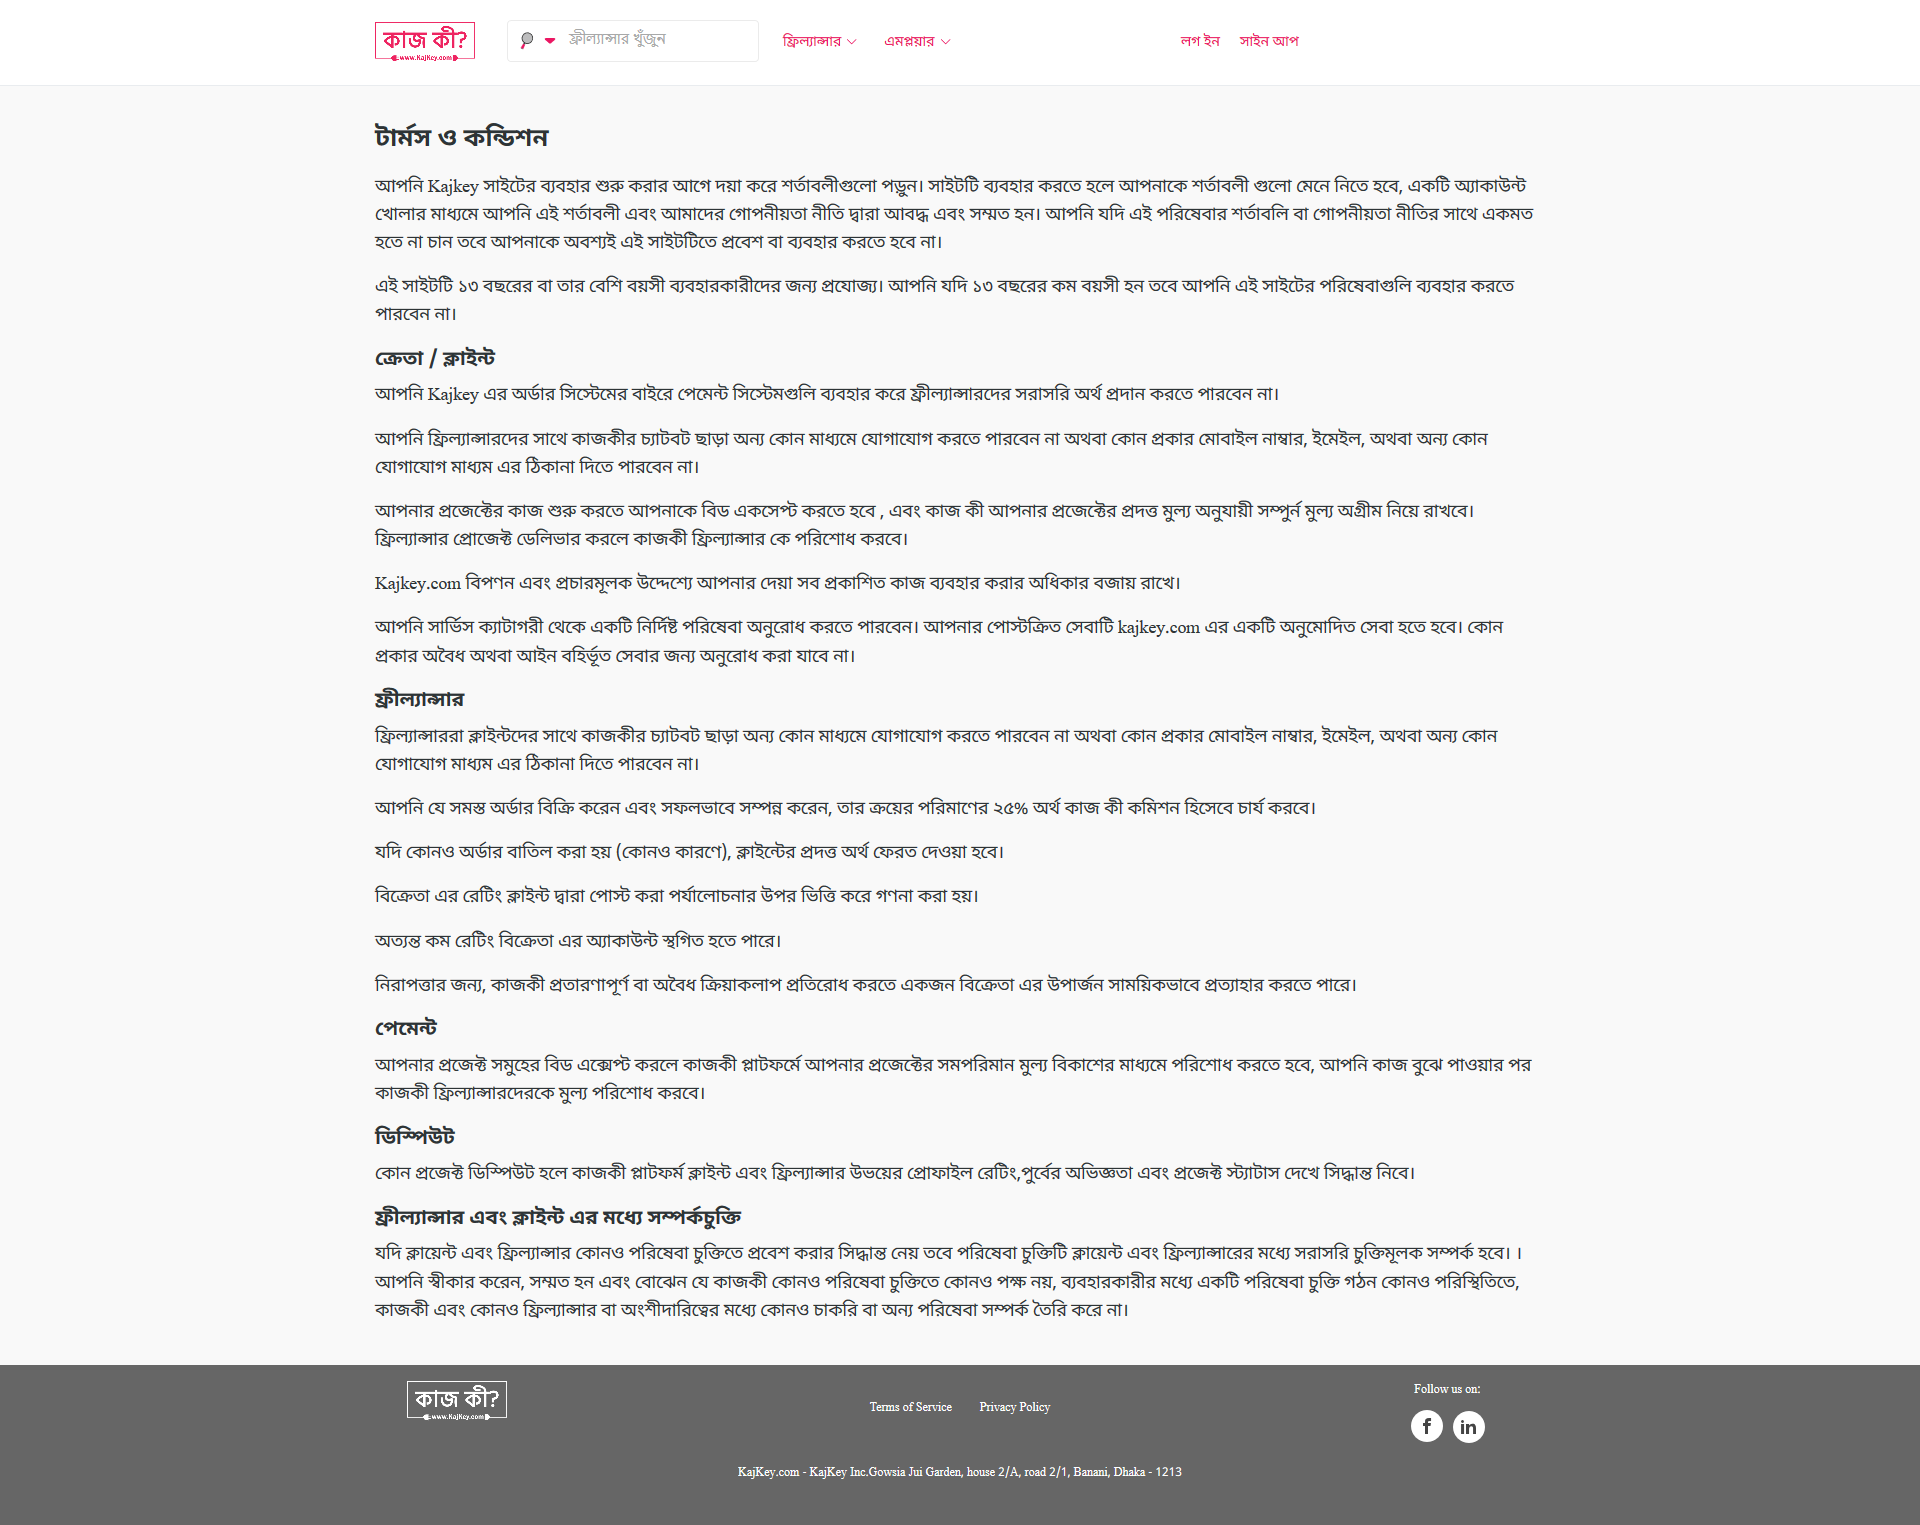 কাজ কী?
www.KajKey.com
ফ্রীল্যান্সার খুঁজুন
ফ্রিল্যান্সার
এমপ্লয়ার
লগ ইন
সাইন আপ
টার্মস ও কন্ডিশন
আপনি Kajkey সাইটের ব্যবহার শুরু করার আগে দয়া করে শর্তাবলীগুলো পড়ুন। সাইটটি ব্যবহার করতে হলে আপনাকে শর্তাবলী গুলো মেনে নিতে হবে, একটি অ্যাকাউন্ট
খোলার মাধ্যমে আপনি এই শর্তাবলী এবং আমাদের গোপনীয়তা নীতি দ্বারা আবদ্ধ এবং সম্মত হন। আপনি যদি এই পরিষেবার শর্তাবলি বা গোপনীয়তা নীতির সাথে একমত
হতে না চান তবে আপনাকে অবশ্যই এই সাইটটিতে প্রবেশ বা ব্যবহার করতে হবে না।
এই সাইটটি ১৩ বছরের বা তার বেশি বয়সী ব্যবহারকারীদের জন্য প্রযোজ্য। আপনি যদি ১৩ বছরের কম বয়সী হন তবে আপনি এই সাইটের পরিষেবাগুলি ব্যবহার করতে
পারবেন না।
ক্রেতা / ক্লাইন্ট
আপনি Kajkey এর অর্ডার সিস্টেমের বাইরে পেমেন্ট সিস্টেমগুলি ব্যবহার করে ফ্রীল্যান্সারদের সরাসরি অর্থ প্রদান করতে পারবেন না।
আপনি ফ্রিল্যান্সারদের সাথে কাজকীর চ্যাটবট ছাড়া অন্য কোন মাধ্যমে যোগাযোগ করতে পারবেন না অথবা কোন প্রকার মোবাইল নাম্বার, ইমেইল, অথবা অন্য কোন
যোগাযোগ মাধ্যম এর ঠিকানা দিতে পারবেন না।
আপনার প্রজেক্টের কাজ শুরু করতে আপনাকে বিড একসেপ্ট করতে হবে , এবং কাজ কী আপনার প্রজেক্টের প্রদত্ত মুল্য অনুযায়ী সম্পুর্ন মুল্য অগ্রীম নিয়ে রাখবে।
ফ্রিল্যান্সার প্রোজেক্ট ডেলিভার করলে কাজকী ফ্রিল্যান্সার কে পরিশোধ করবে।
Kajkey.com বিপণন এবং প্রচারমূলক উদ্দেশ্যে আপনার দেয়া সব প্রকাশিত কাজ ব্যবহার করার অধিকার বজায় রাখে।
আপনি সার্ভিস ক্যাটাগরী থেকে একটি নির্দিষ্ট পরিষেবা অনুরোধ করতে পারবেন। আপনার পোস্টক্রিত সেবাটি kajkey.com এর একটি অনুমোদিত সেবা হতে হবে। কোন
প্রকার অবৈধ অথবা আইন বহির্ভূত সেবার জন্য অনুরোধ করা যাবে না।
ফ্রীল্যান্সার
ফ্রিল্যান্সাররা ক্লাইন্টদের সাথে কাজকীর চ্যাটবট ছাড়া অন্য কোন মাধ্যমে যোগাযোগ করতে পারবেন না অথবা কোন প্রকার মোবাইল নাম্বার, ইমেইল, অথবা অন্য কোন
যোগাযোগ মাধ্যম এর ঠিকানা দিতে পারবেন না।
আপনি যে সমস্ত অর্ডার বিক্রি করেন এবং সফলভাবে সম্পন্ন করেন, তার ক্রয়ের পরিমাণের ২৫% অর্থ কাজ কী কমিশন হিসেবে চার্য করবে।
যদি কোনও অর্ডার বাতিল করা হয় (কোনও কারণে), ক্লাইন্টের প্রদত্ত অর্থ ফেরত দেওয়া হবে।
বিক্রেতা এর রেটিং ক্লাইন্ট দ্বারা পোস্ট করা পর্যালোচনার উপর ভিত্তি করে গণনা করা হয়।
অত্যন্ত কম রেটিং বিক্রেতা এর অ্যাকাউন্ট স্থগিত হতে পারে।
নিরাপত্তার জন্য, কাজকী প্রতারণাপূর্ণ বা অবৈধ ক্রিয়াকলাপ প্রতিরোধ করতে একজন বিক্রেতা এর উপার্জন সাময়িকভাবে প্রত্যাহার করতে পারে।
পেমেন্ট
আপনার প্রজেক্ট সমুহের বিড এক্সেপ্ট করলে কাজকী প্লাটফর্মে আপনার প্রজেক্টের সমপরিমান মুল্য বিকাশের মাধ্যমে পরিশোধ করতে হবে, আপনি কাজ বুঝে পাওয়ার পর
কাজকী ফ্রিল্যান্সারদেরকে মুল্য পরিশোধ করবে।
ডিস্পিউট
কোন প্রজেক্ট ডিস্পিউট হলে কাজকী প্লাটফর্ম ক্লাইন্ট এবং ফ্রিল্যান্সার উভয়ের প্রোফাইল রেটিং,পুর্বের অভিজ্ঞতা এবং প্রজেক্ট স্ট্যাটাস দেখে সিদ্ধান্ত নিবে।
ফ্রীল্যান্সার এবং ক্লাইন্ট এর মধ্যে সম্পর্কচুক্তি
যদি ক্লায়েন্ট এবং ফ্রিল্যান্সার কোনও পরিষেবা চুক্তিতে প্রবেশ করার সিদ্ধান্ত নেয় তবে পরিষেবা চুক্তিটি ক্লায়েন্ট এবং ফ্রিল্যান্সারের মধ্যে সরাসরি চুক্তিমূলক সম্পর্ক হবে। ।
আপনি স্বীকার করেন, সম্মত হন এবং বোঝেন যে কাজকী কোনও পরিষেবা চুক্তিতে কোনও পক্ষ নয়, ব্যবহারকারীর মধ্যে একটি পরিষেবা চুক্তি গঠন কোনও পরিস্থিতিতে,
কাজকী এবং কোনও ফ্রিল্যান্সার বা অংশীদারিত্বের মধ্যে কোনও চাকরি বা অন্য পরিষেবা সম্পর্ক তৈরি করে না।
কাজ কী?
www.KajKey.com
Terms of Service
Privacy Policy
Follow us on:
KajKey.com - KajKey Inc.Gowsia Jui Garden, house 2/A, road 2/1, Banani, Dhaka - 1213